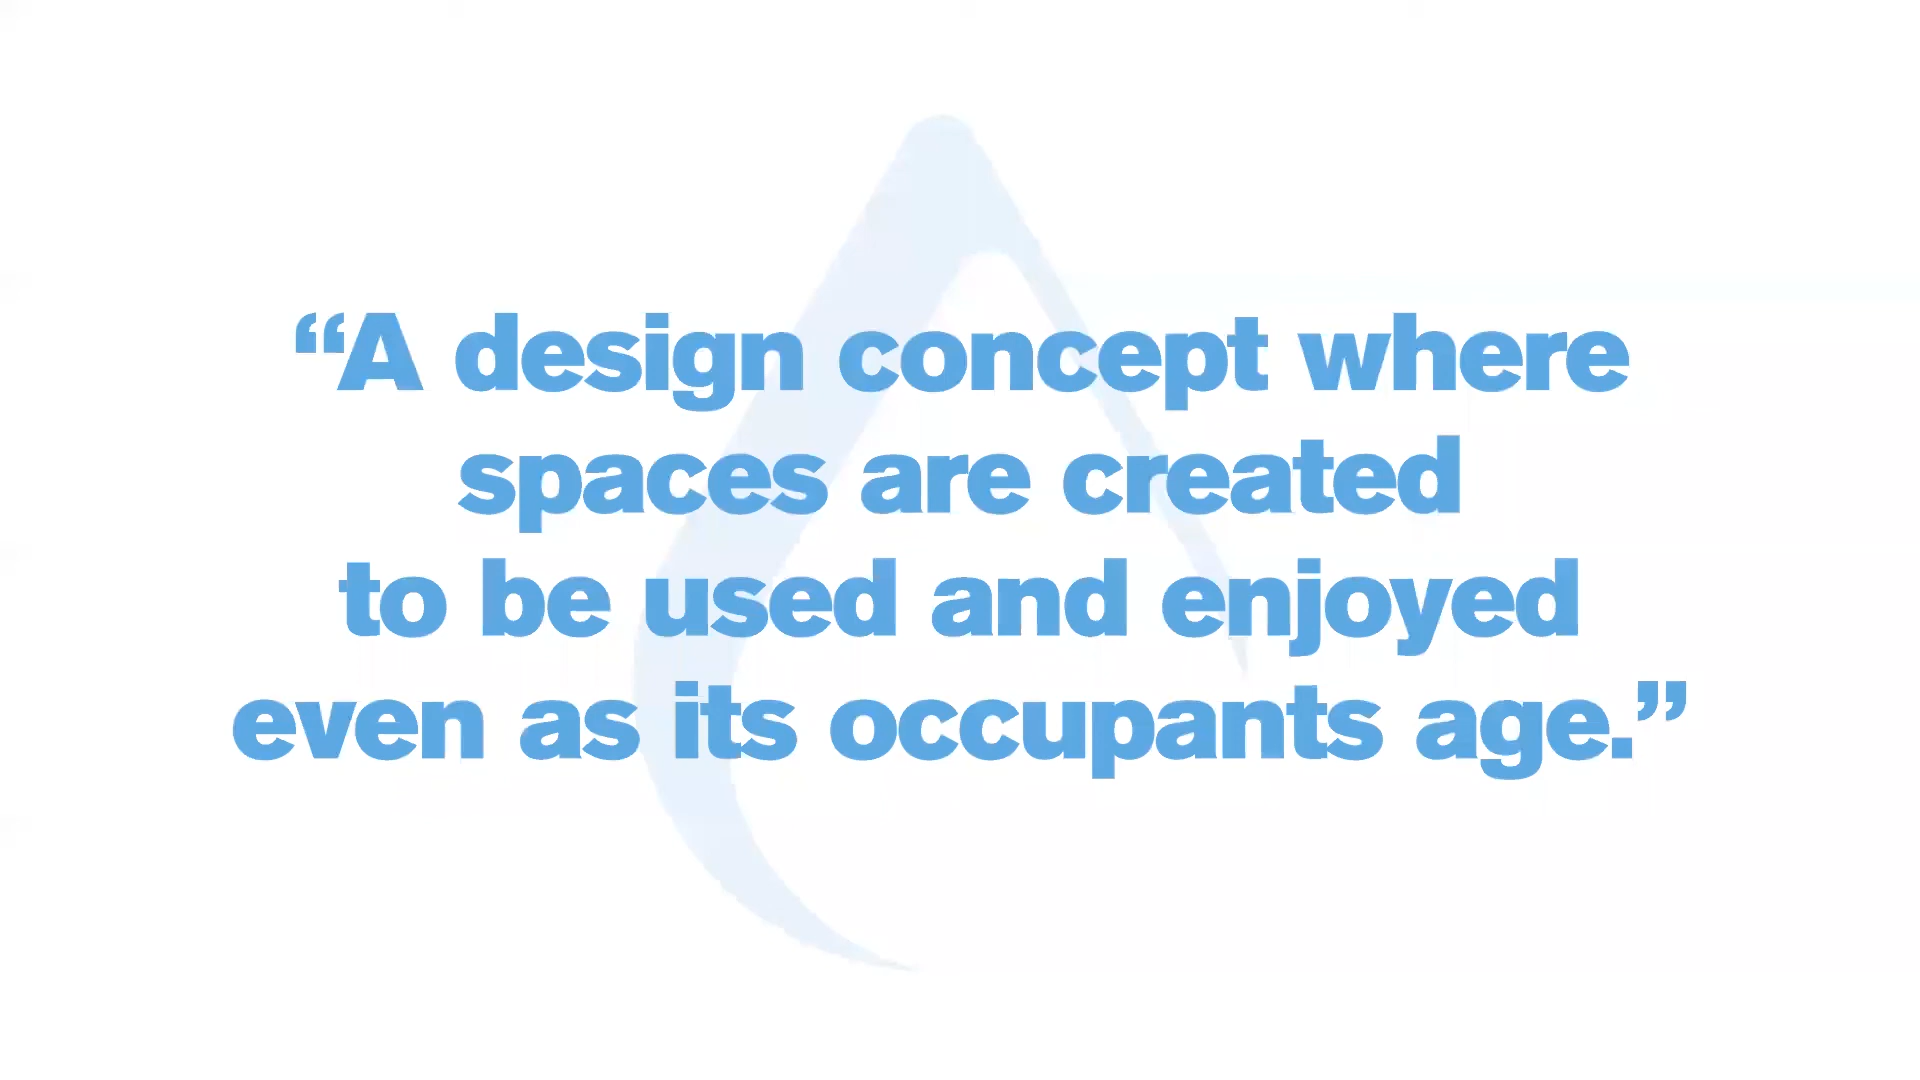 “A design concept where
spaces are created
to be used and enjoyed
even as its occupants age.”